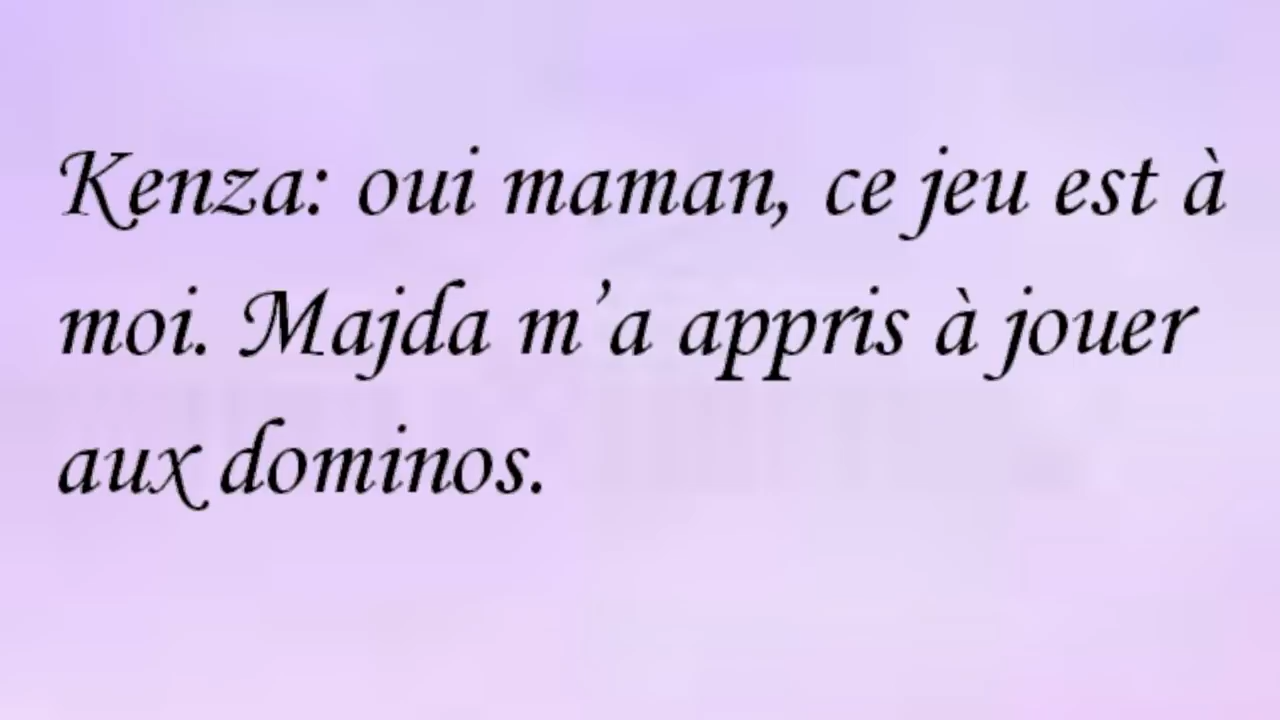 Kenza: oui maman, ce jeu est à
moi. Majda m’a appris à jouer
aux dominos.